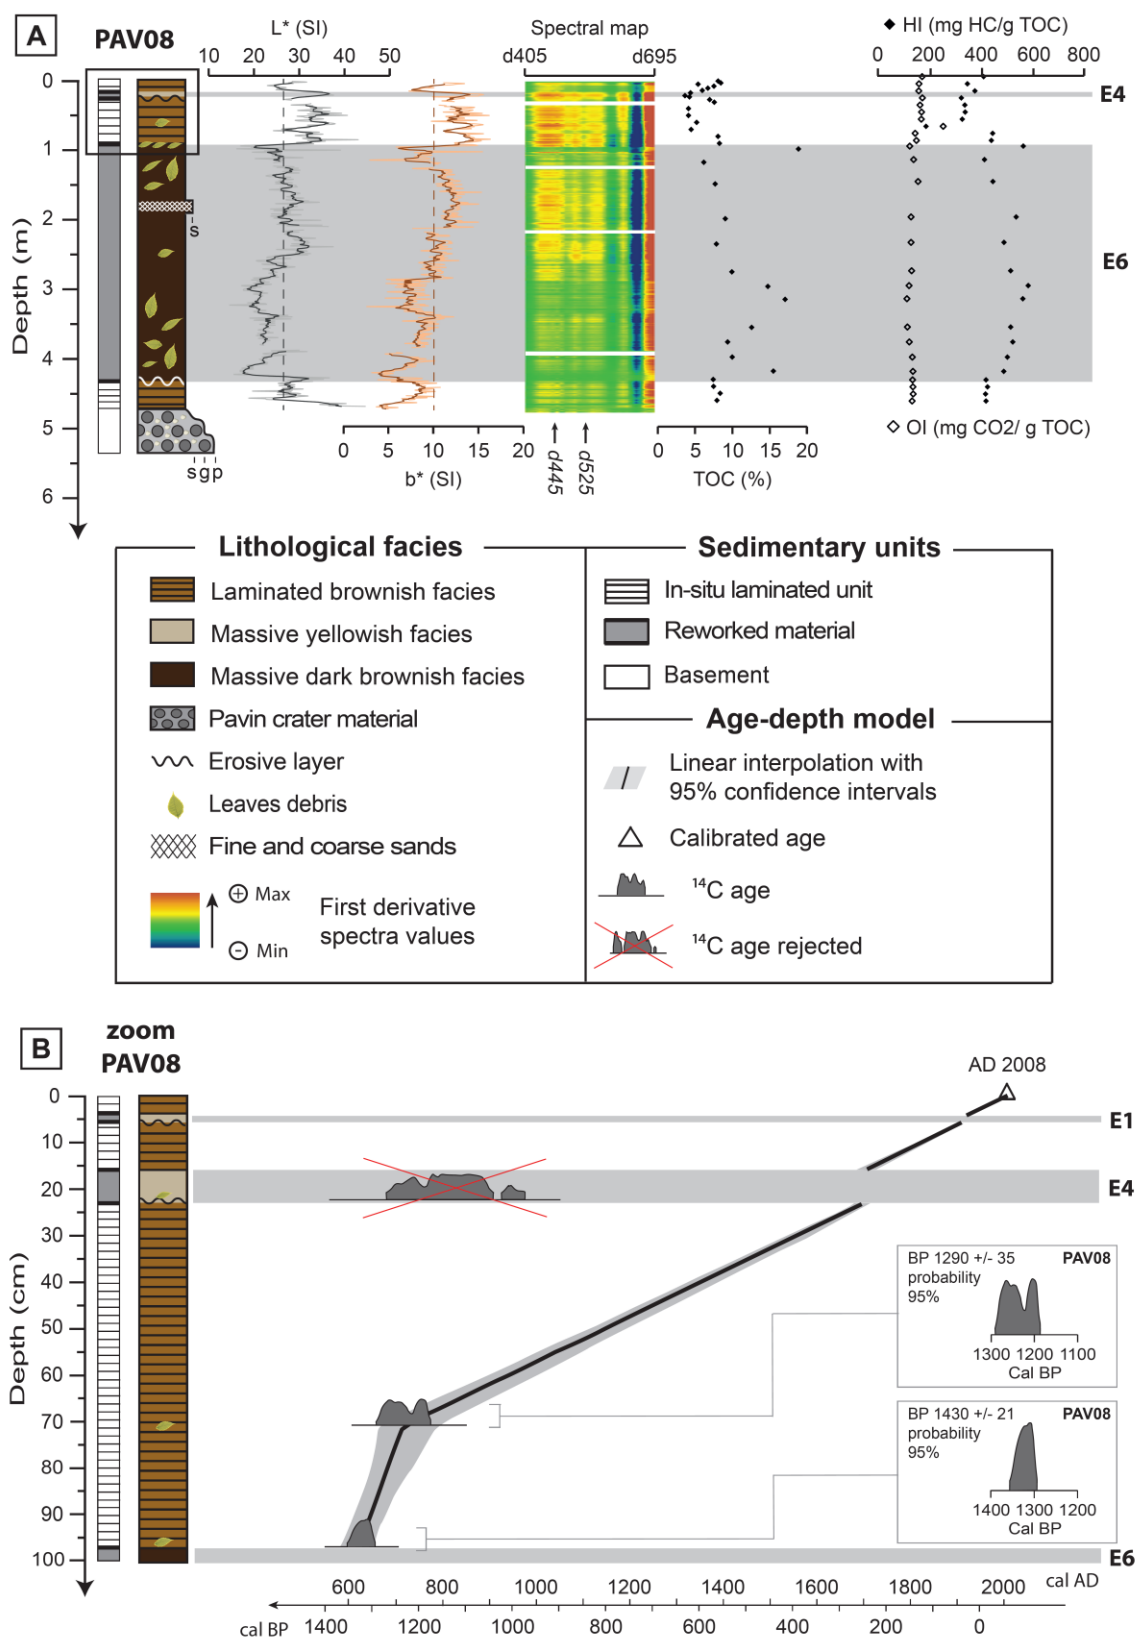 A
PAV08
L* (SI)
10 20 30 40 50
Spectral map
d405 d695
HI (mg HC/g TOC)
0 200 400 600 800
Depth (m)
0
1
2
3
4
5
6
s
s g p
E4
E6
0 5 10 15 20
b* (SI)
d445
d525
0 5 10 15 20
TOC (%)
OI (mg CO2/ g TOC)
Lithological facies
Laminated brownish facies
Massive yellowish facies
Massive dark brownish facies
Pavin crater material
Erosive layer
Leaves debris
Fine and coarse sands
+ Max
- Min
First derivative
spectra values
Sedimentary units
In-situ laminated unit
Reworked material
Basement
Age-depth model
Linear interpolation with
95% confidence intervals
Calibrated age
¹⁴C age
¹⁴C age rejected
B
zoom
PAV08
AD 2008
Depth (cm)
0
10
20
30
40
50
60
70
80
90
100
E1
E4
E6
BP 1290 +/- 35 PAV08
probability
95%
1300 1200 1100
Cal BP
BP 1430 +/- 21 PAV08
probability
95%
1400 1300 1200
Cal BP
600 800 1000 1200 1400 1600 1800 2000 cal AD
cal BP 1400 1200 1000 800 600 400 200 0